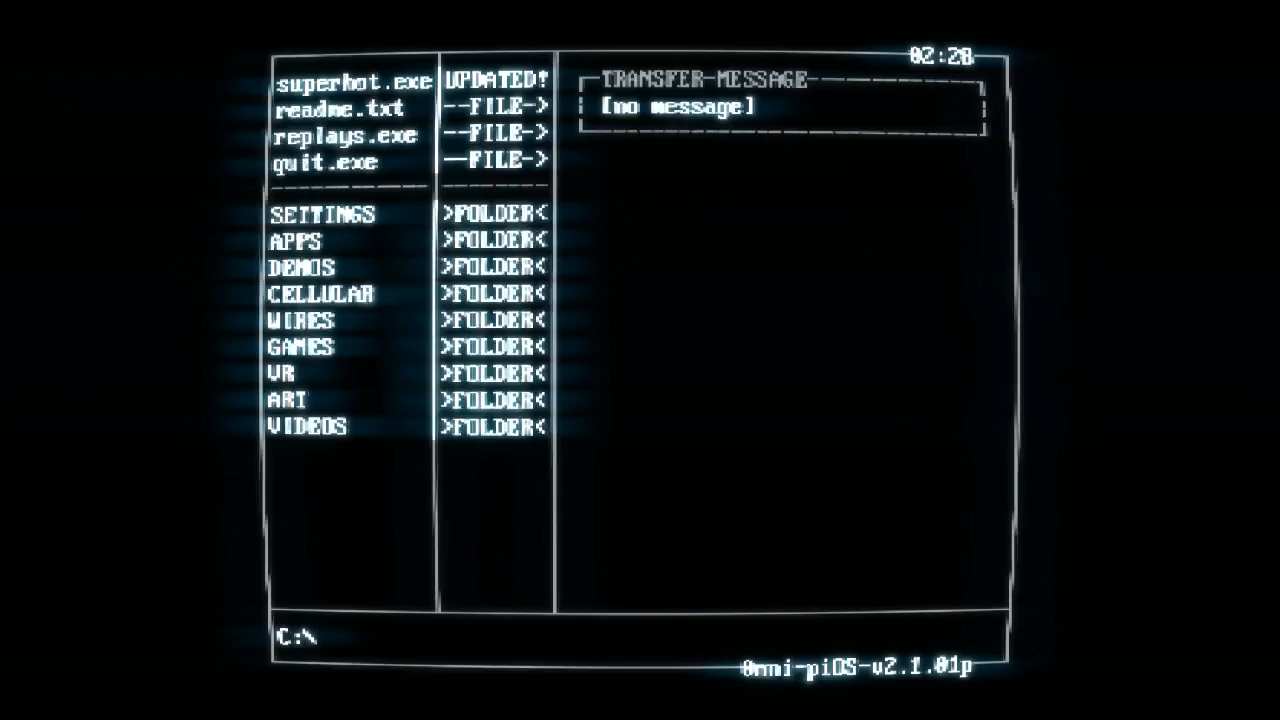 02:28
superhot.exe UPDATED!
readme.txt --FILE->
replays.exe --FILE->
quit.exe --FILE->
SETTINGS >FOLDER<
APPS >FOLDER<
DEMOS >FOLDER<
CELLULAR >FOLDER<
WIRES >FOLDER<
GAMES >FOLDER<
VR >FOLDER<
ART >FOLDER<
VIDEOS >FOLDER<
TRANSFER-MESSAGE
[no message]
C:\
0mni-piOS-v2.1.01p